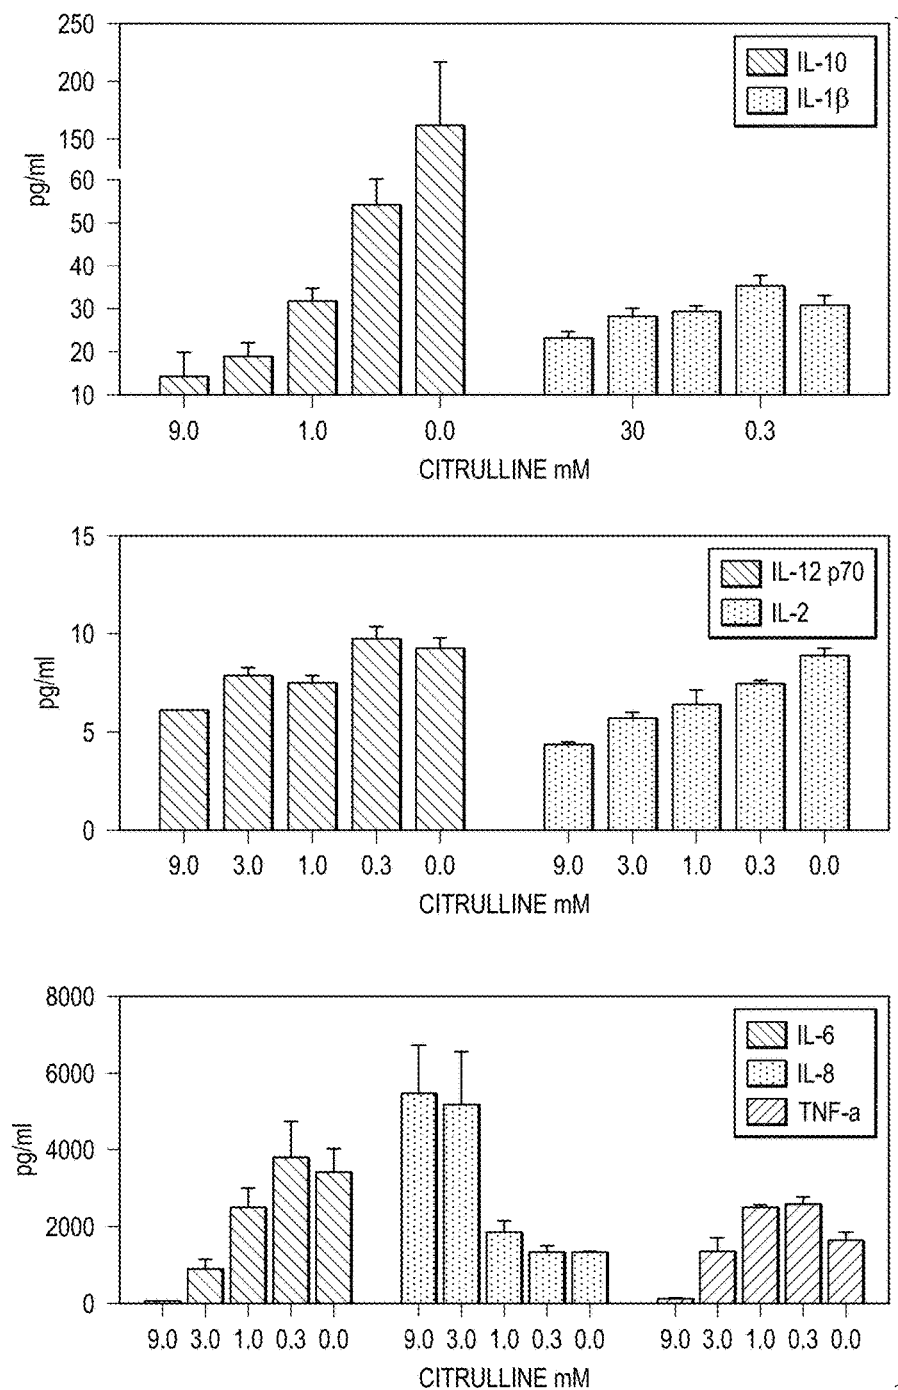 250
200
150
60
50
40
30
20
10
pg/ml
IL-10
IL-1β
9.0 1.0 0.0 30 0.3
CITRULLINE mM
15
10
5
0
pg/ml
IL-12 p70
IL-2
9.0 3.0 1.0 0.3 0.0 9.0 3.0 1.0 0.3 0.0
CITRULLINE mM
8000
6000
4000
2000
0
pg/ml
IL-6
IL-8
TNF-a
9.0 3.0 1.0 0.3 0.0 9.0 3.0 1.0 0.3 0.0 9.0 3.0 1.0 0.3 0.0
CITRULLINE mM